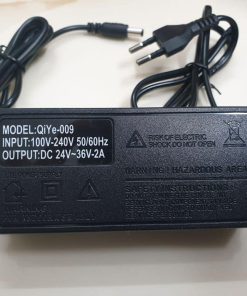 MODEL:QiYe-009
INPUT:100V-240V 50/60Hz
OUTPUT:DC 24V~36V-2A
RISK OF ELECTRIC
SHOCK DO NOT OPEN
WARNING HAZARDOUS AREA